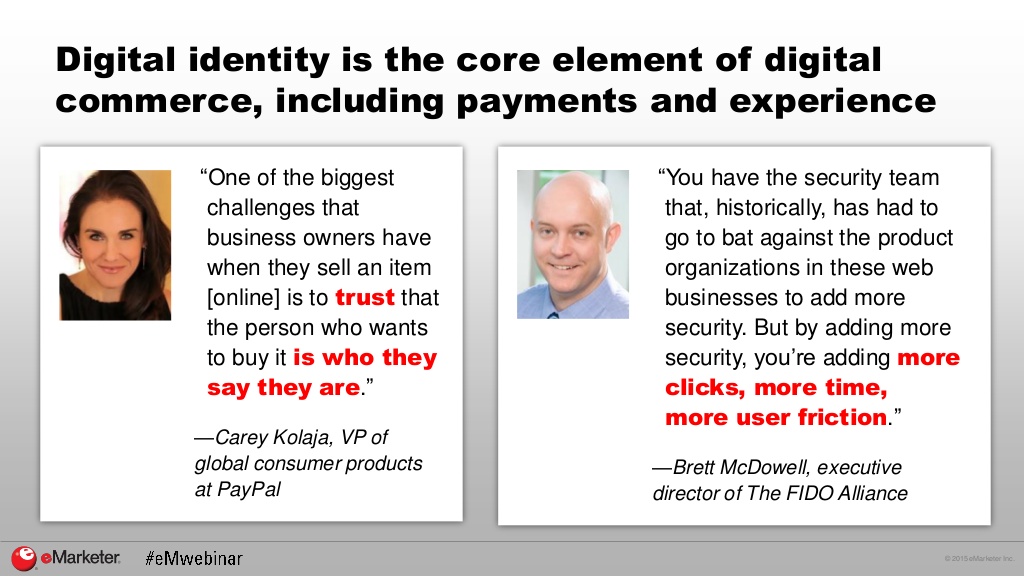 Digital identity is the core element of digital
commerce, including payments and experience
“One of the biggest
challenges that
business owners have
when they sell an item
[online] is to trust that
the person who wants
to buy it is who they
say they are.”
—Carey Kolaja, VP of
global consumer products
at PayPal
“You have the security team
that, historically, has had to
go to bat against the product
organizations in these web
businesses to add more
security. But by adding more
security, you’re adding more
clicks, more time,
more user friction.”
—Brett McDowell, executive
director of The FIDO Alliance
eMarketer.
#eMwebinar
© 2015 eMarketer Inc.